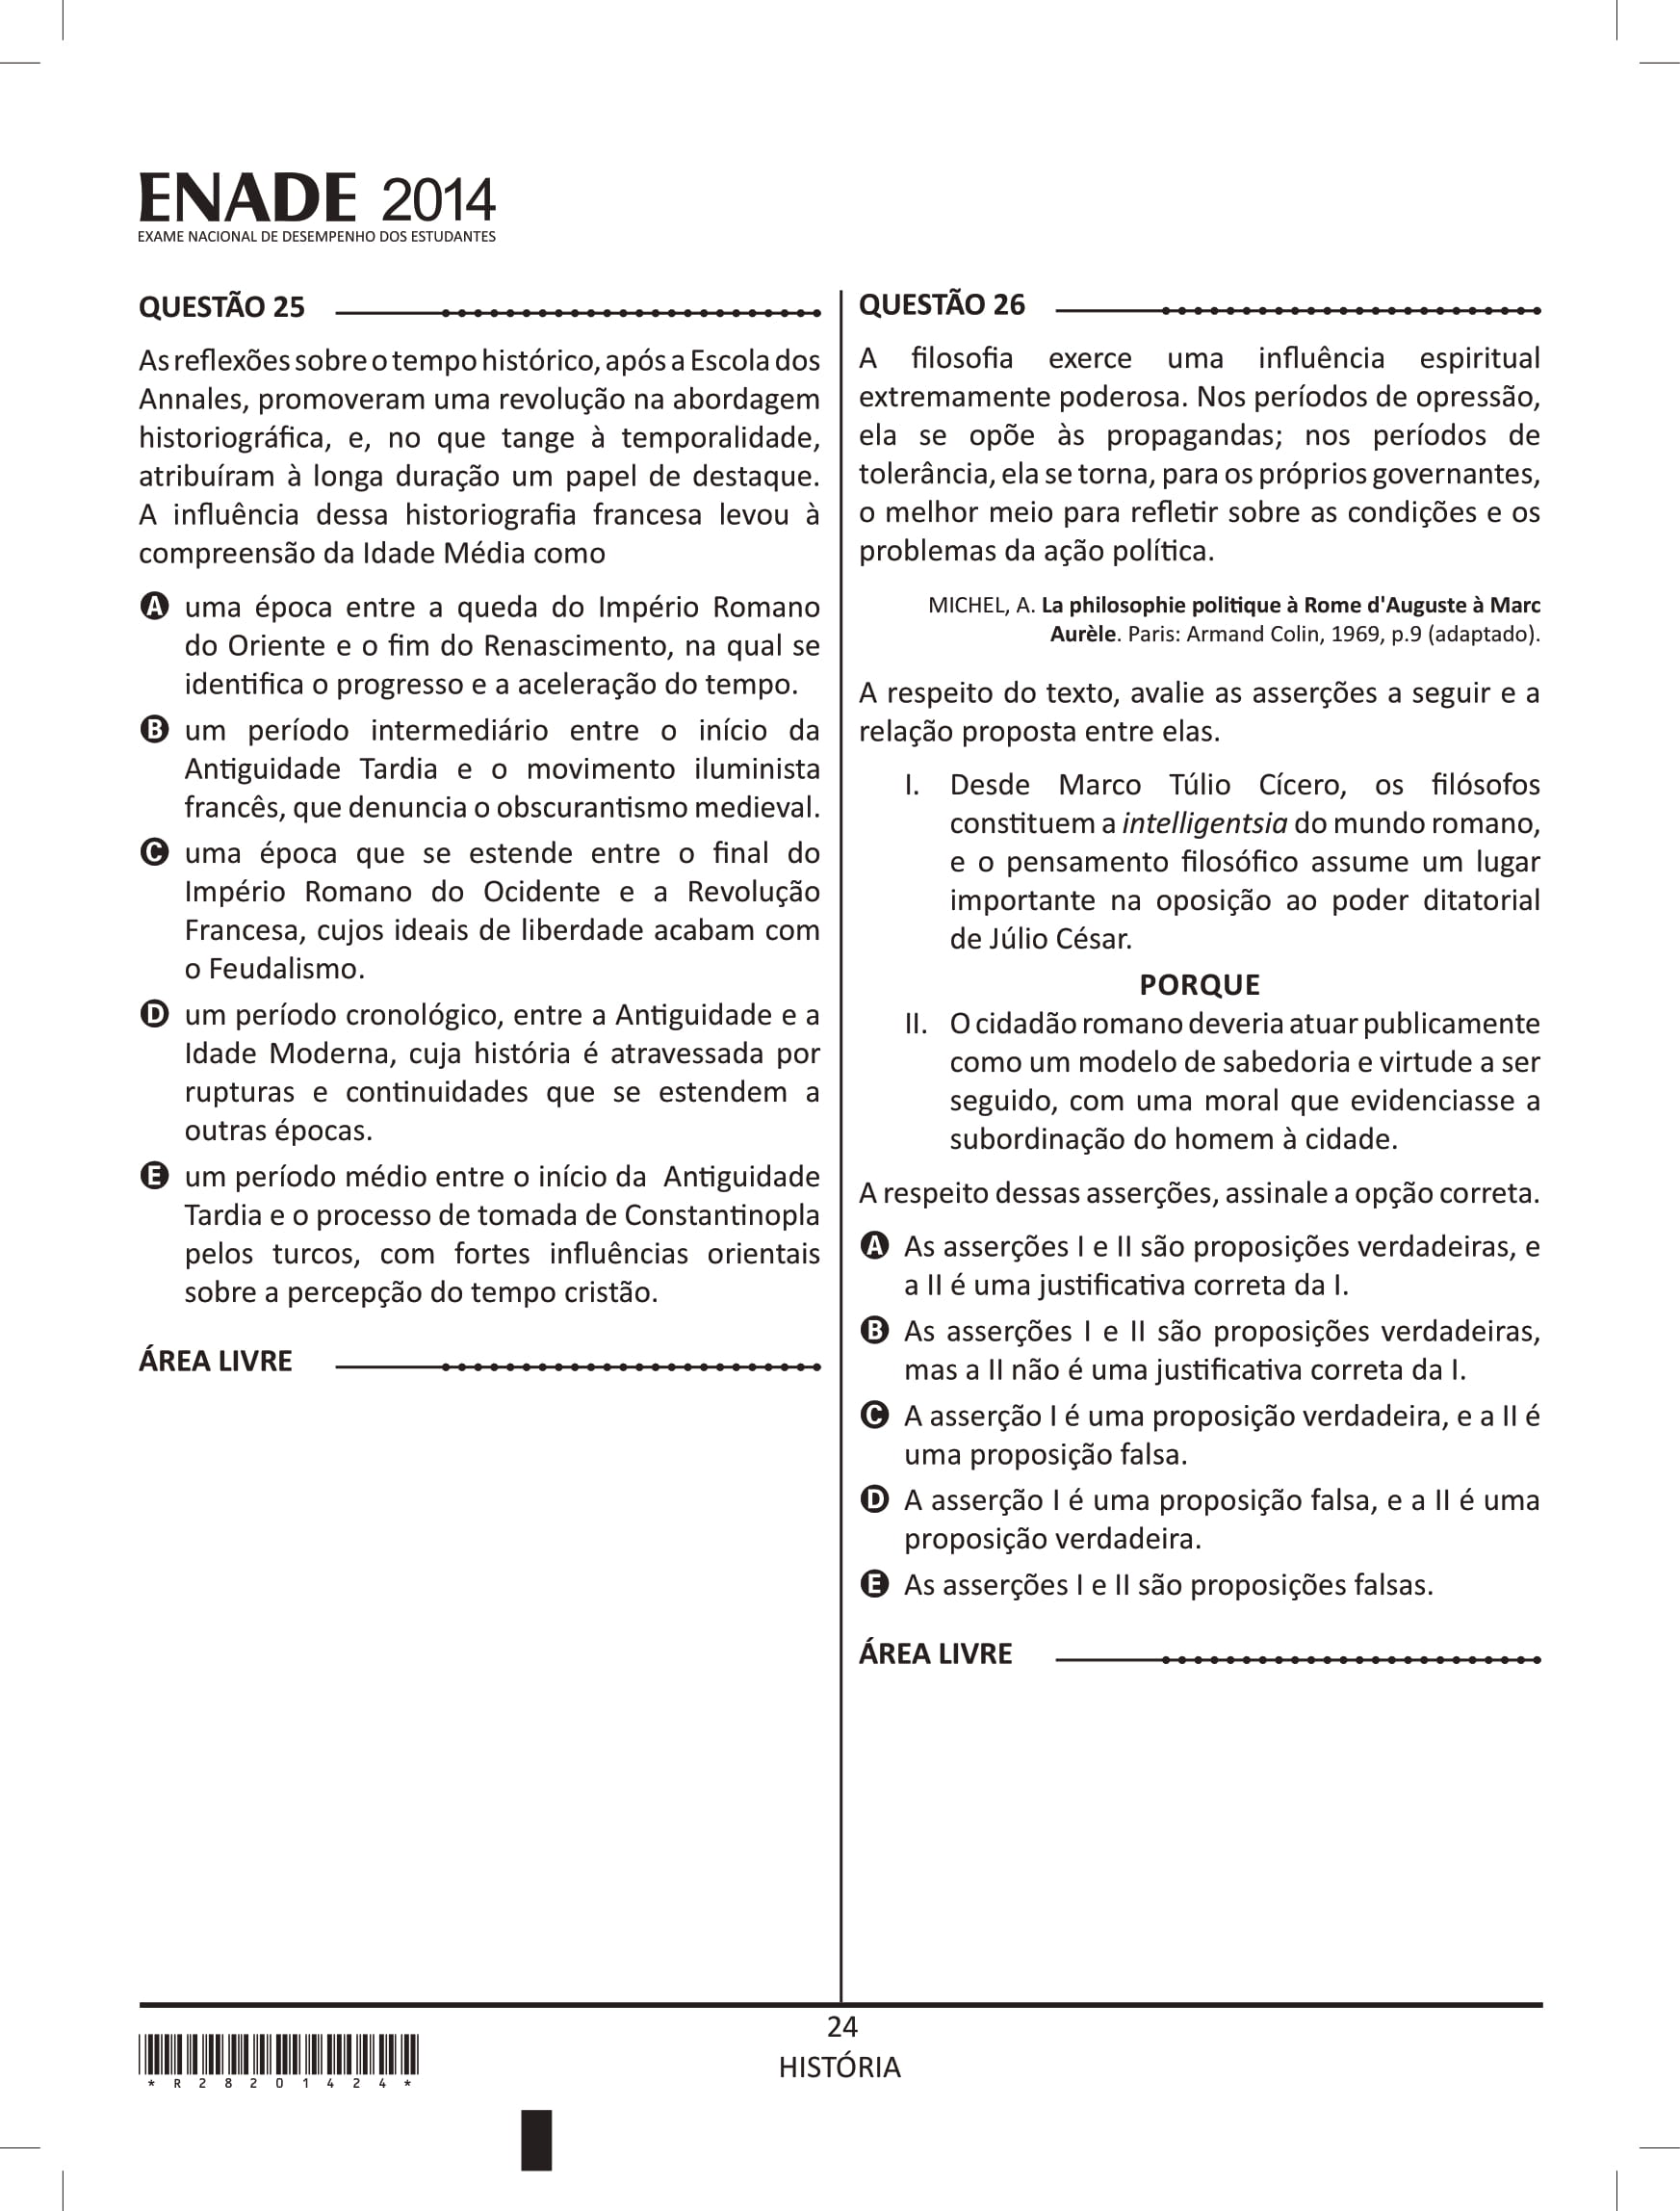 ENADE 2014
EXAME NACIONAL DE DESEMPENHO DOS ESTUDANTES
QUESTÃO 25
As reflexões sobre o tempo histórico, após a Escola dos
Annales, promoveram uma revolução na abordagem
historiográfica, e, no que tange à temporalidade,
atribuíram à longa duração um papel de destaque.
A influência dessa historiografia francesa levou à
compreensão da Idade Média como
A uma época entre a queda do Império Romano
do Oriente e o fim do Renascimento, na qual se
identifica o progresso e a aceleração do tempo.
B um período intermediário entre o início da
Antiguidade Tardia e o movimento iluminista
francês, que denuncia o obscurantismo medieval.
C uma época que se estende entre o final do
Império Romano do Ocidente e a Revolução
Francesa, cujos ideais de liberdade acabam com
o Feudalismo.
D um período cronológico, entre a Antiguidade e a
Idade Moderna, cuja história é atravessada por
rupturas e continuidades que se estendem a
outras épocas.
E um período médio entre o início da Antiguidade
Tardia e o processo de tomada de Constantinopla
pelos turcos, com fortes influências orientais
sobre a percepção do tempo cristão.
ÁREA LIVRE
QUESTÃO 26
A filosofia exerce uma influência espiritual
extremamente poderosa. Nos períodos de opressão,
ela se opõe às propagandas; nos períodos de
tolerância, ela se torna, para os próprios governantes,
o melhor meio para refletir sobre as condições e os
problemas da ação política.
MICHEL, A. La philosophie politique à Rome d'Auguste à Marc
Aurèle. Paris: Armand Colin, 1969, p.9 (adaptado).
A respeito do texto, avalie as asserções a seguir e a
relação proposta entre elas.
I. Desde Marco Túlio Cícero, os filósofos
constituem a intelligentsia do mundo romano,
e o pensamento filosófico assume um lugar
importante na oposição ao poder ditatorial
de Júlio César.
PORQUE
II. O cidadão romano deveria atuar publicamente
como um modelo de sabedoria e virtude a ser
seguido, com uma moral que evidenciasse a
subordinação do homem à cidade.
A respeito dessas asserções, assinale a opção correta.
A As asserções I e II são proposições verdadeiras, e
a II é uma justificativa correta da I.
B As asserções I e II são proposições verdadeiras,
mas a II não é uma justificativa correta da I.
C A asserção I é uma proposição verdadeira, e a II é
uma proposição falsa.
D A asserção I é uma proposição falsa, e a II é uma
proposição verdadeira.
E As asserções I e II são proposições falsas.
ÁREA LIVRE
24
HISTÓRIA
*R28201424*